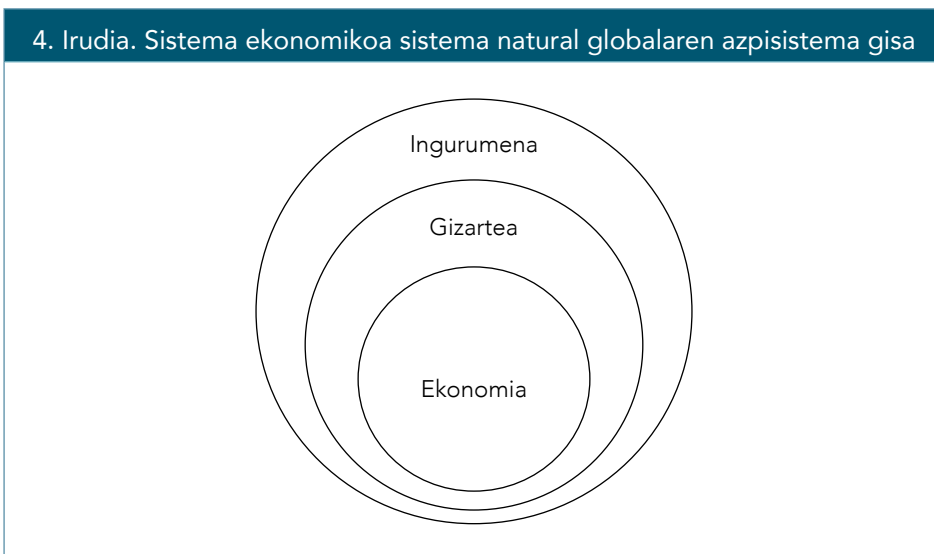 4. Irudia. Sistema ekonomikoa sistema natural globalaren azpisistema gisa
Ingurumena
Gizartea
Ekonomia